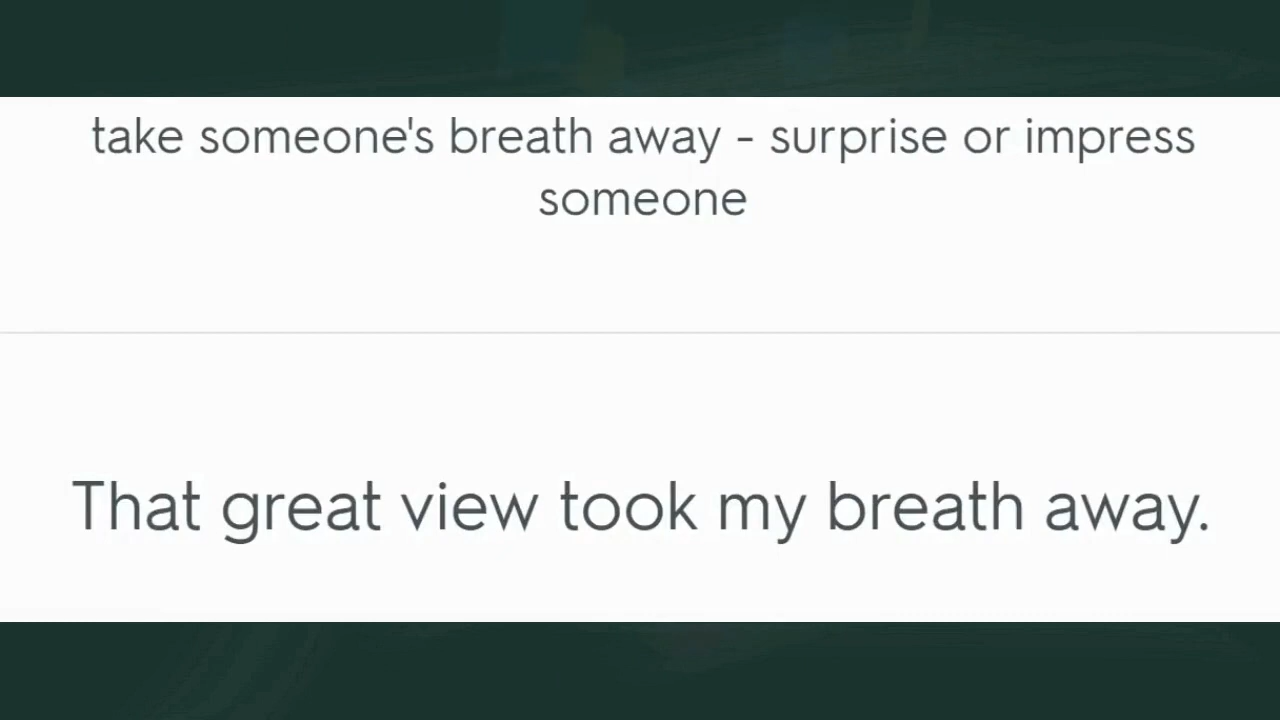 take someone's breath away - surprise or impress
someone
That great view took my breath away.